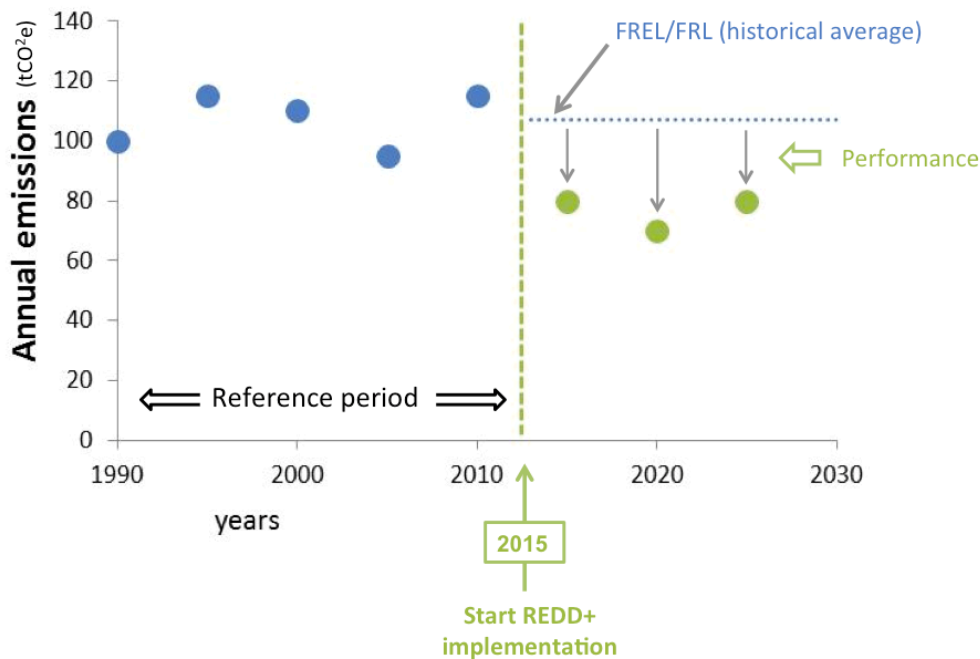 140
120
100
80
60
40
20
0
Annual emissions (tCO²e)
FREL/FRL (historical average)
Performance
Reference period
1990
2000
2010
2020
2030
years
2015
Start REDD+
implementation